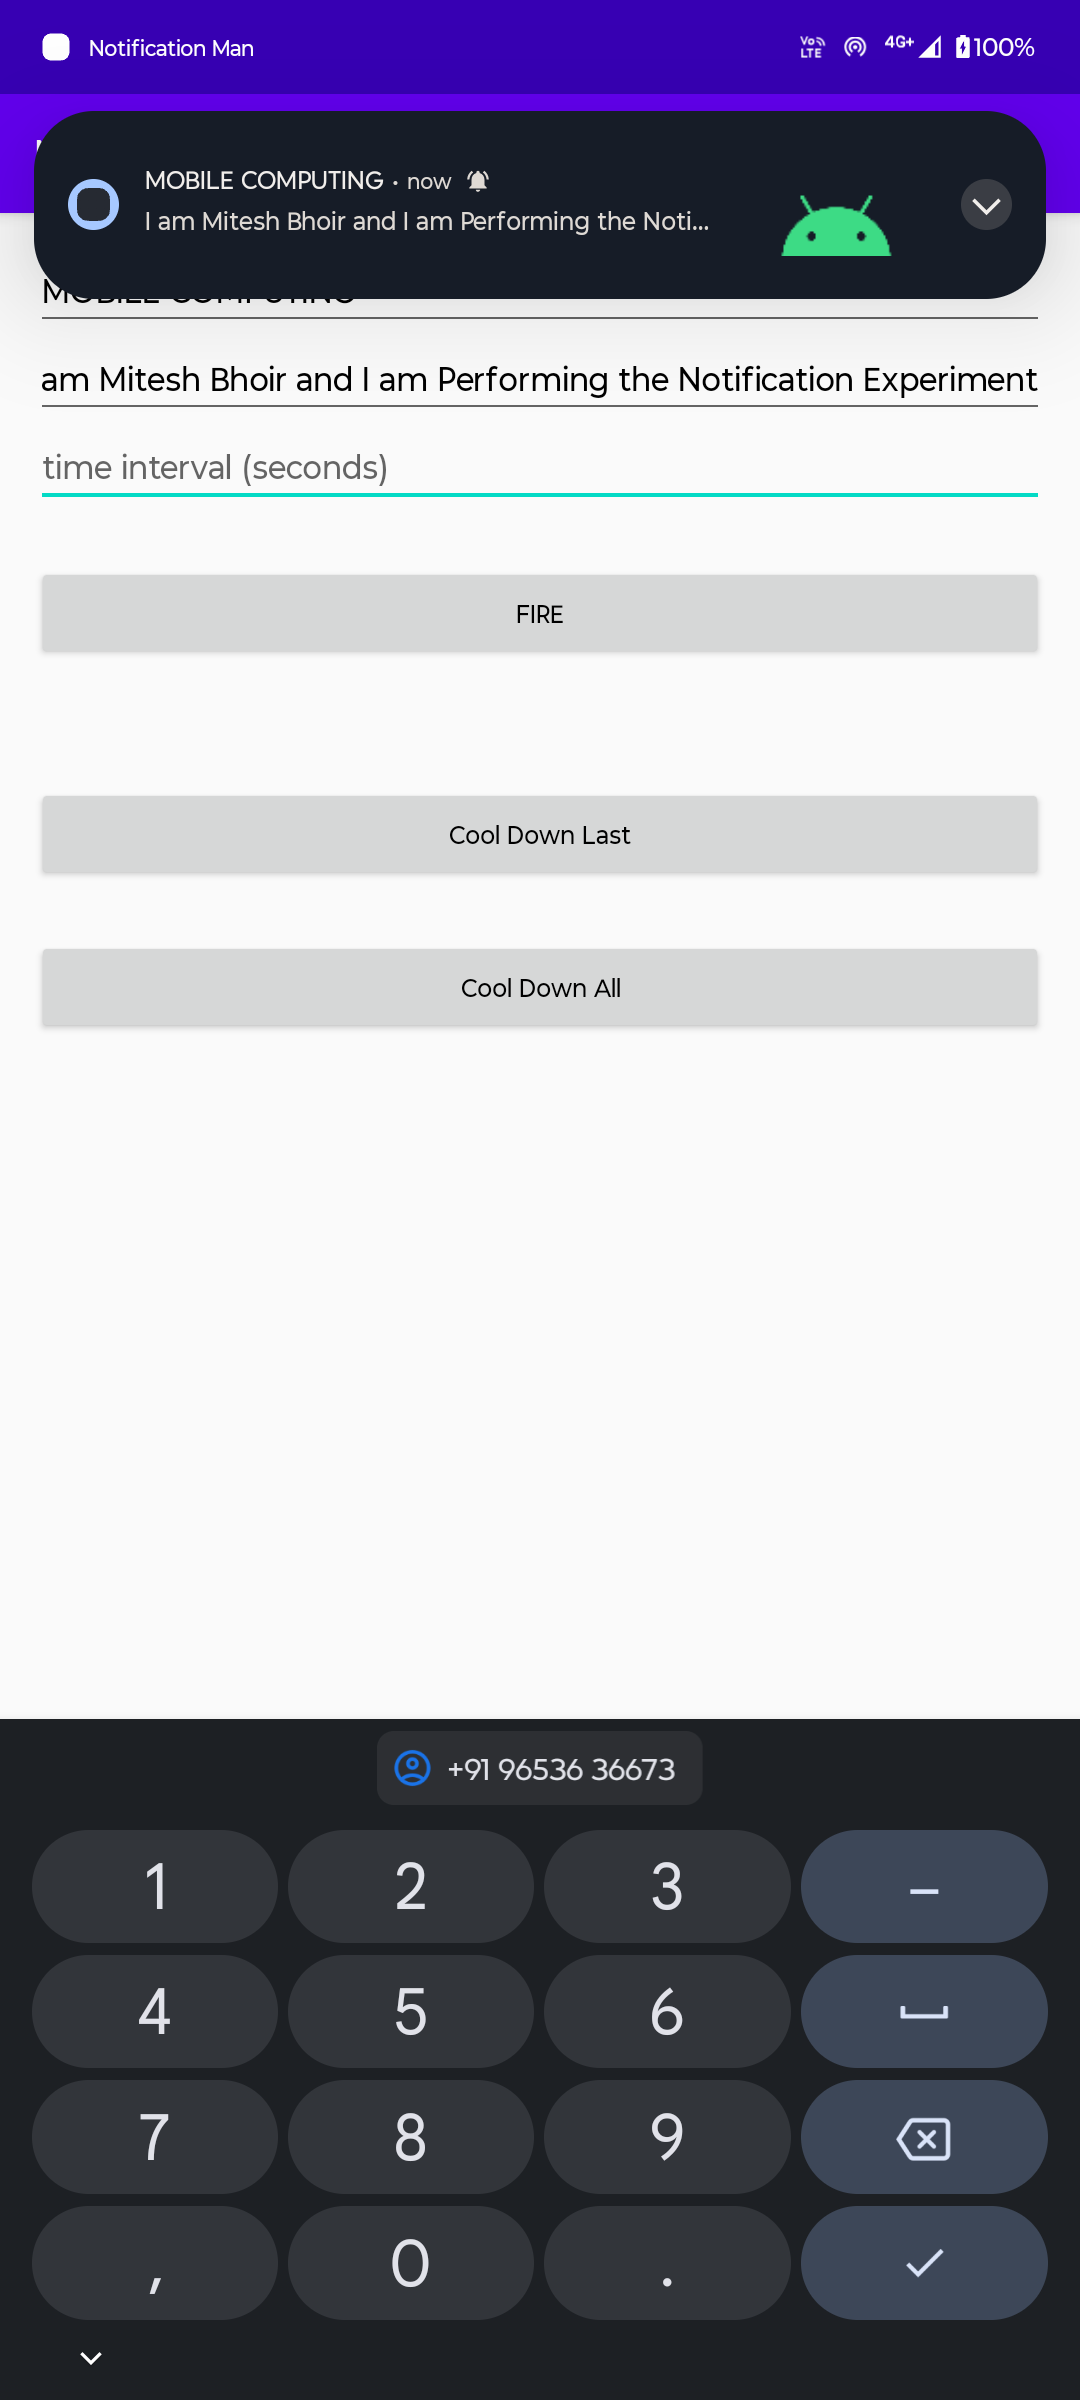 Notification Man
Vo LTE 4G+ 100%
MOBILE COMPUTING • now
I am Mitesh Bhoir and I am Performing the Noti...
MOBILE COMPUTING
am Mitesh Bhoir and I am Performing the Notification Experiment
time interval (seconds)
FIRE
Cool Down Last
Cool Down All
+91 96536 36673
1 2 3 –
4 5 6
7 8 9
, 0 .